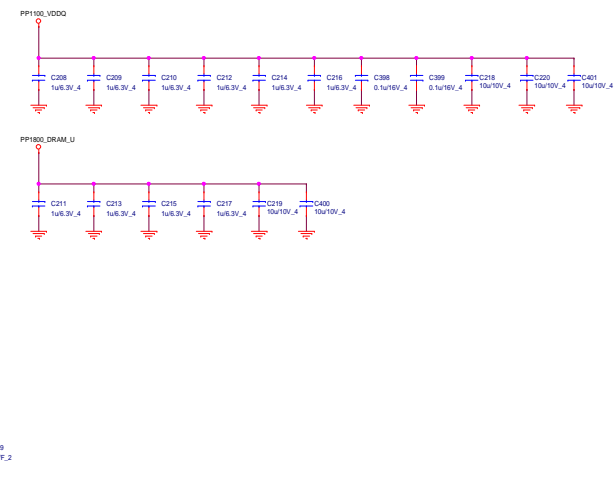 PP1100_VDDQ
C208 C209 C210 C212 C214 C216 C398 C399 C218 C220 C401
1u/6.3V_4 1u/6.3V_4 1u/6.3V_4 1u/6.3V_4 1u/6.3V_4 1u/6.3V_4 0.1u/16V_4 0.1u/16V_4 10u/10V_4 10u/10V_4 10u/10V_4
PP1800_DRAM_U
C211 C213 C215 C217 C219 C400
1u/6.3V_4 1u/6.3V_4 1u/6.3V_4 1u/6.3V_4 10u/10V_4 10u/10V_4
9
F_2